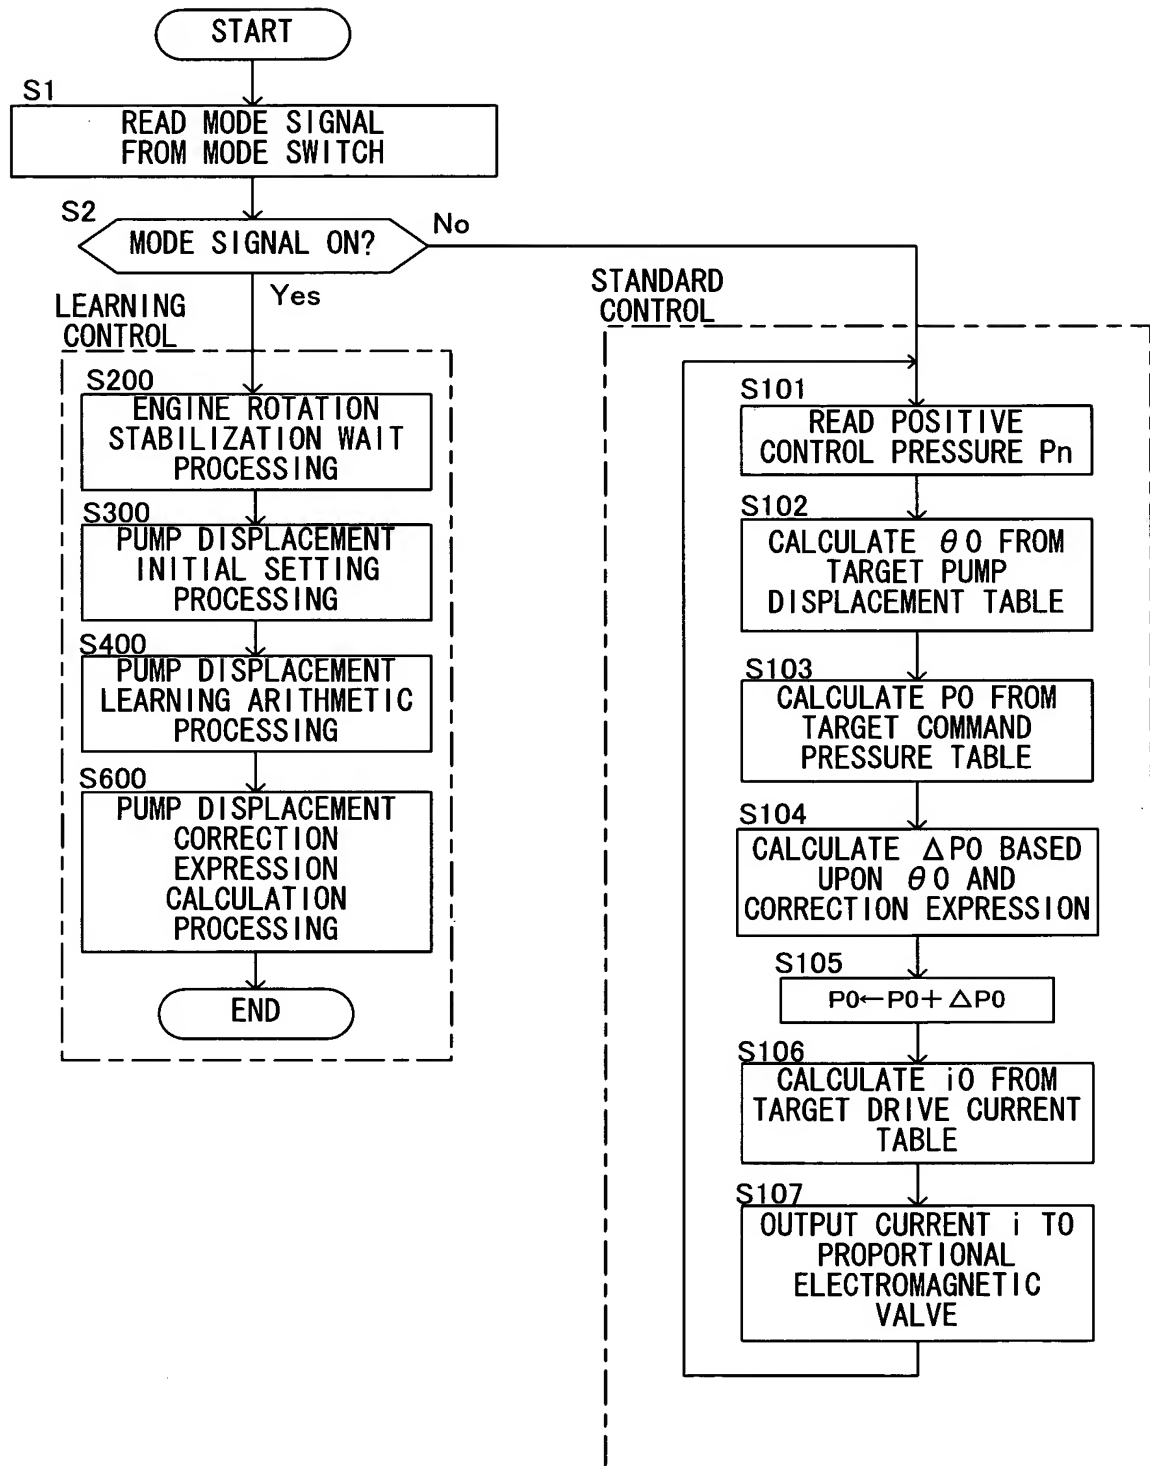 START
S1
READ MODE SIGNAL
FROM MODE SWITCH
S2
MODE SIGNAL ON?
No
Yes
LEARNING
CONTROL
S200
ENGINE ROTATION
STABILIZATION WAIT
PROCESSING
S300
PUMP DISPLACEMENT
INITIAL SETTING
PROCESSING
S400
PUMP DISPLACEMENT
LEARNING ARITHMETIC
PROCESSING
S600
PUMP DISPLACEMENT
CORRECTION
EXPRESSION
CALCULATION
PROCESSING
END
STANDARD
CONTROL
S101
READ POSITIVE
CONTROL PRESSURE Pn
S102
CALCULATE θ0 FROM
TARGET PUMP
DISPLACEMENT TABLE
S103
CALCULATE P0 FROM
TARGET COMMAND
PRESSURE TABLE
S104
CALCULATE ΔP0 BASED
UPON θ0 AND
CORRECTION EXPRESSION
S105
P0←P0+ΔP0
S106
CALCULATE i0 FROM
TARGET DRIVE CURRENT
TABLE
S107
OUTPUT CURRENT i TO
PROPORTIONAL
ELECTROMAGNETIC
VALVE